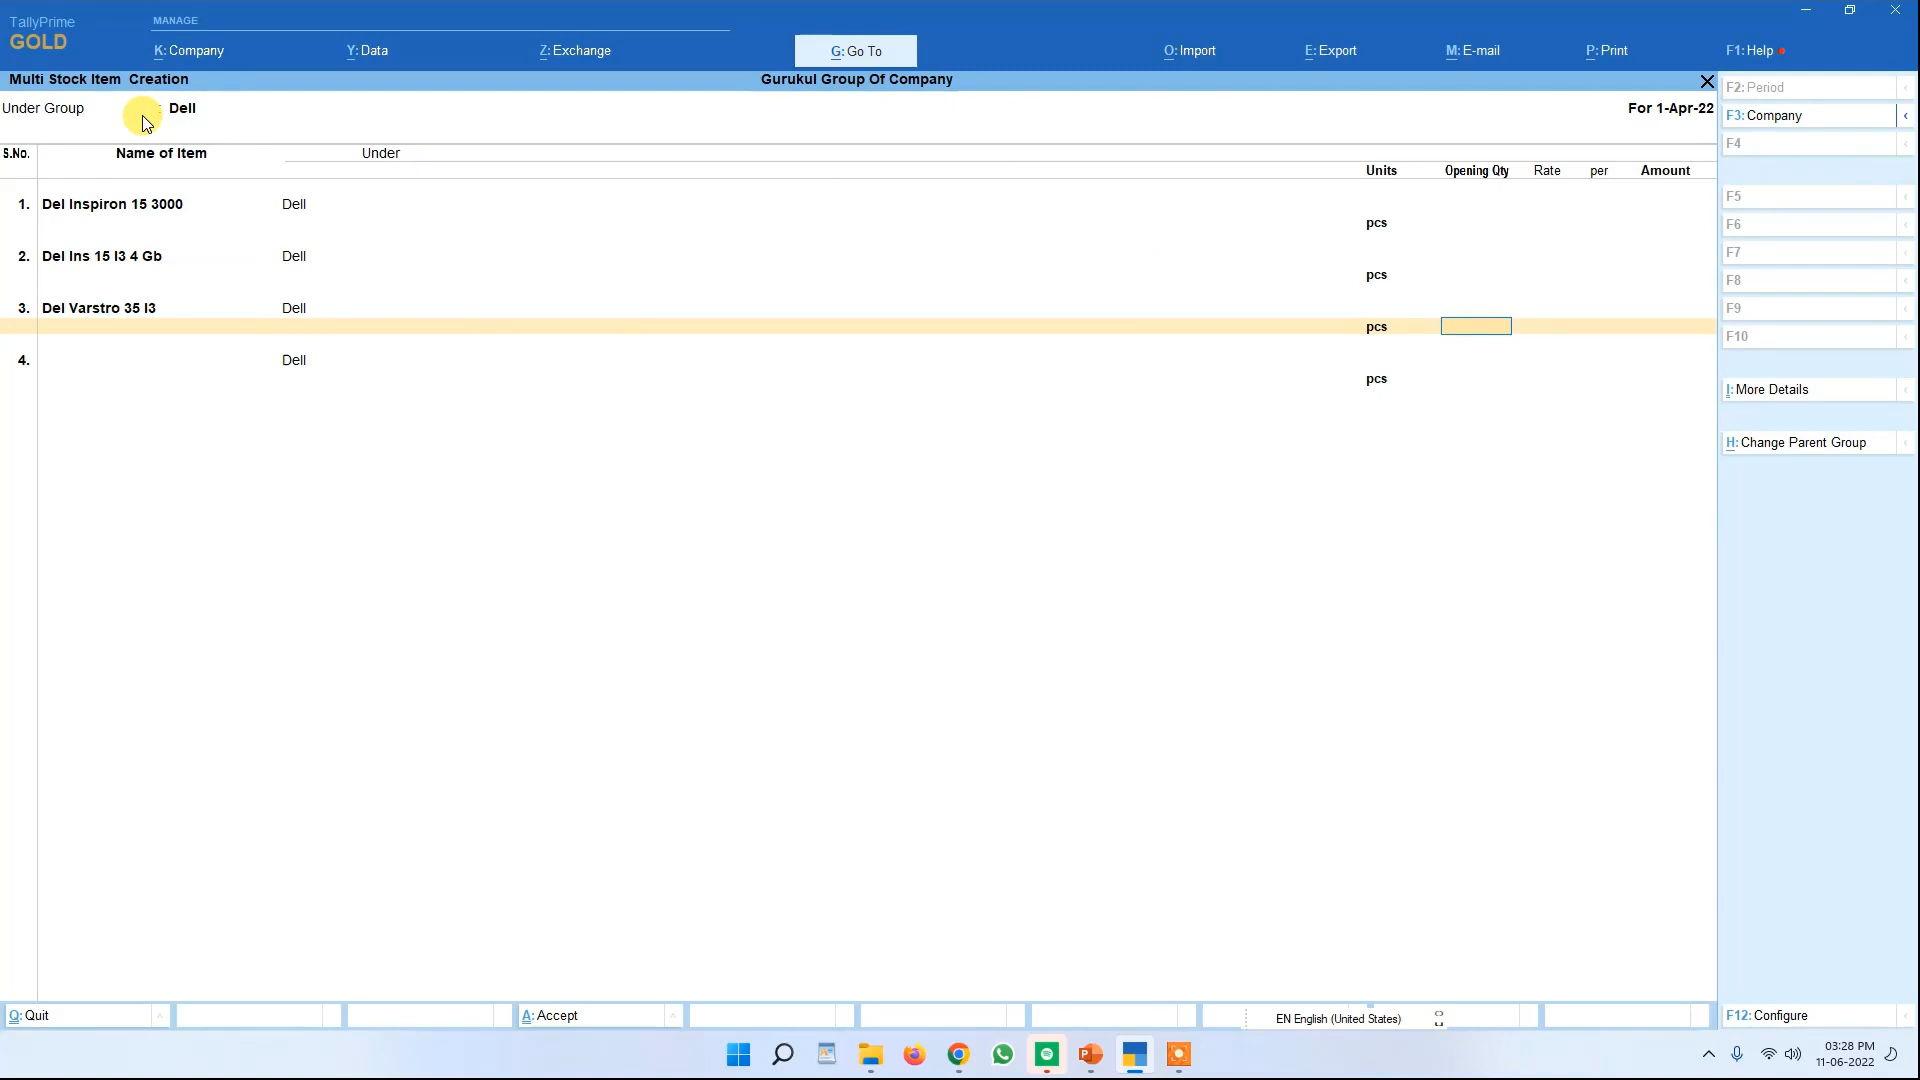 TallyPrime
GOLD
MANAGE
K: Company
Y: Data
Z: Exchange
G: Go To
O: Import
E: Export
M: E-mail
P: Print
F1: Help
Multi Stock Item Creation
Gurukul Group Of Company
Under Group : Dell
For 1-Apr-22
S.No. Name of Item Under
Units Opening Qty Rate per Amount
1. Del Inspiron 15 3000 Dell
pcs
2. Del Ins 15 I3 4 Gb Dell
pcs
3. Del Varstro 35 I3 Dell
pcs
4. Dell
pcs
F2: Period
F3: Company
F4
F5
F6
F7
F8
F9
F10
I: More Details
H: Change Parent Group
Q: Quit
A: Accept
EN English (United States)
F12: Configure
03:28 PM
11-06-2022